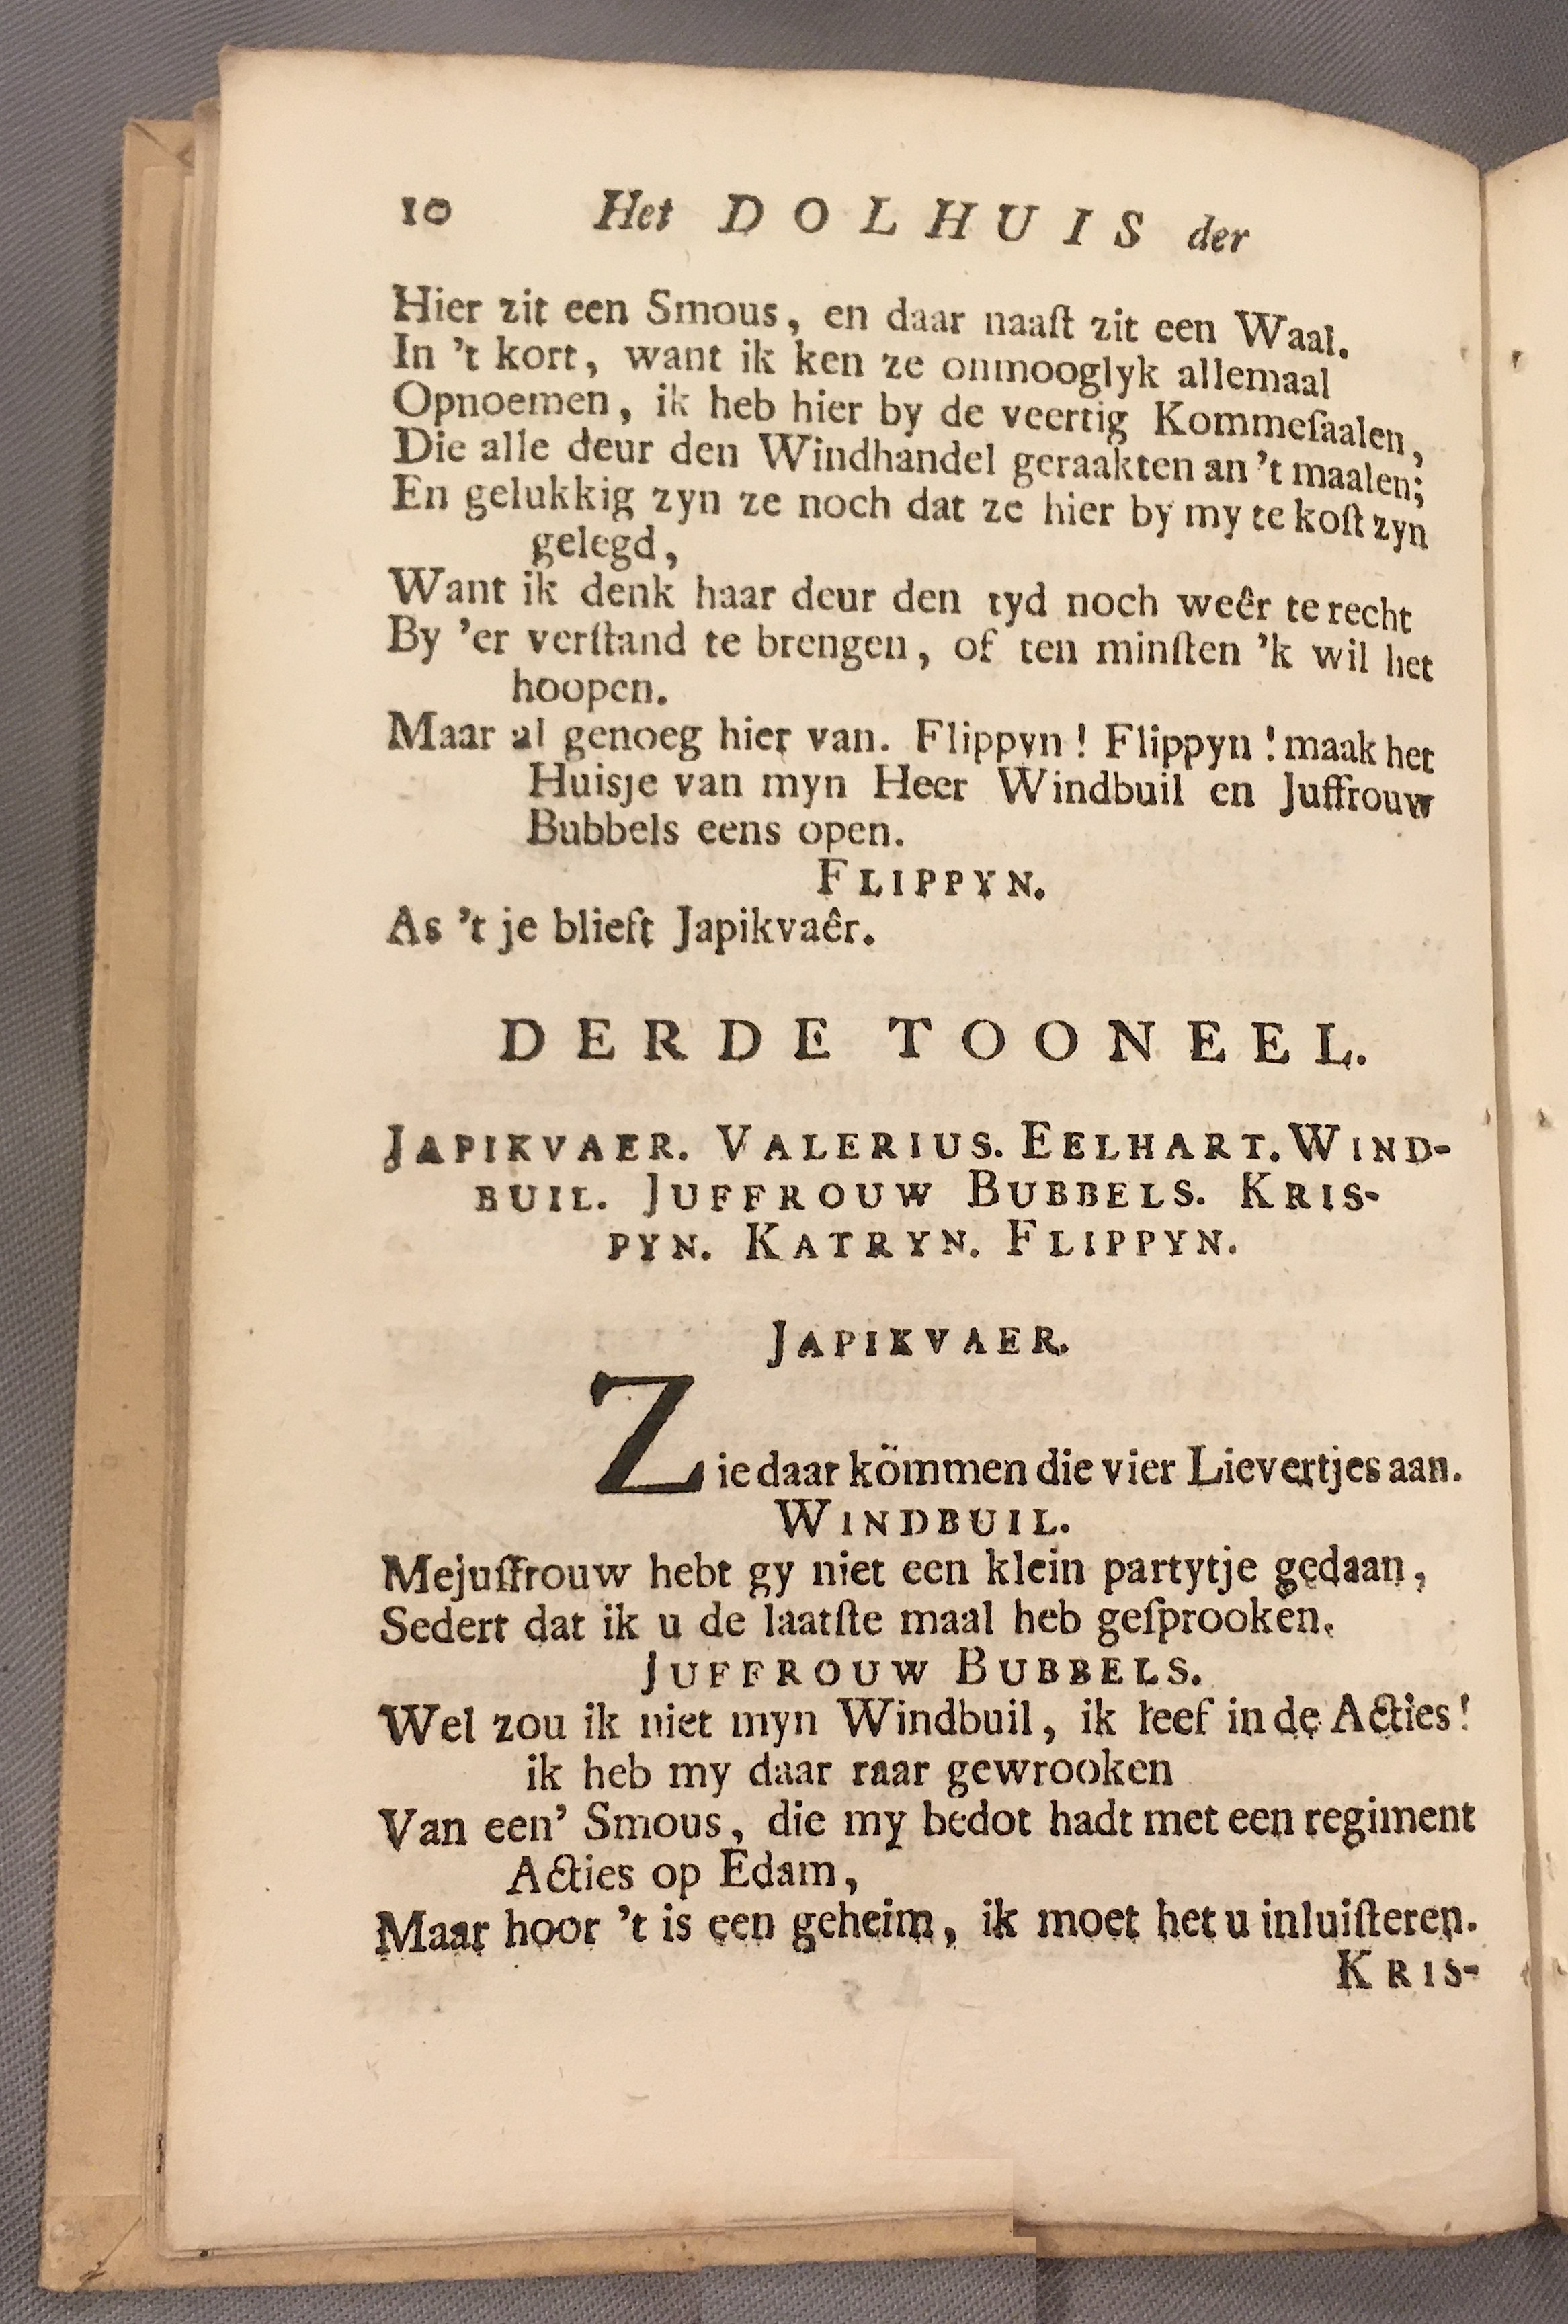 10 Het DOLHUIS der
Hier zit een Smous, en daar naaſt zit een Waal.
In 't kort, want ik ken ze onmooglyk allemaal
Opnoemen, ik heb hier by de veertig Kommeſaalen,
Die alle deur den Windhandel geraakten an 't maalen;
En gelukkig zyn ze noch dat ze hier by my te koſt zyn
gelegd,
Want ik denk haar deur den tyd noch weêr te recht
By 'er verſtand te brengen, of ten minſten 'k wil het
hoopen.
Maar al genoeg hier van. Flippyn! Flippyn! maak het
Huisje van myn Heer Windbuil en Juffrouw
Bubbels eens open.
FLIPPYN.
As 't je blieft Japikvaêr.
DERDE TOONEEL.
JAPIKVAER. VALERIUS. EELHART. WIND-
BUIL. JUFFROUW BUBBELS. KRIS-
PYN. KATRYN. FLIPPYN.
JAPIKVAER.
Zie daar kömmen die vier Lievertjes aan.
WINDBUIL.
Mejuffrouw hebt gy niet een klein partytje gedaan,
Sedert dat ik u de laatſte maal heb geſprooken.
JUFFROUW BUBBELS.
Wel zou ik niet myn Windbuil, ik leef in de Acties!
ik heb my daar raar gewrooken
Van een' Smous, die my bedot hadt met een regiment
Acties op Edam,
Maar hoor 't is een geheim, ik moet het u inluiſteren.
KRIS-